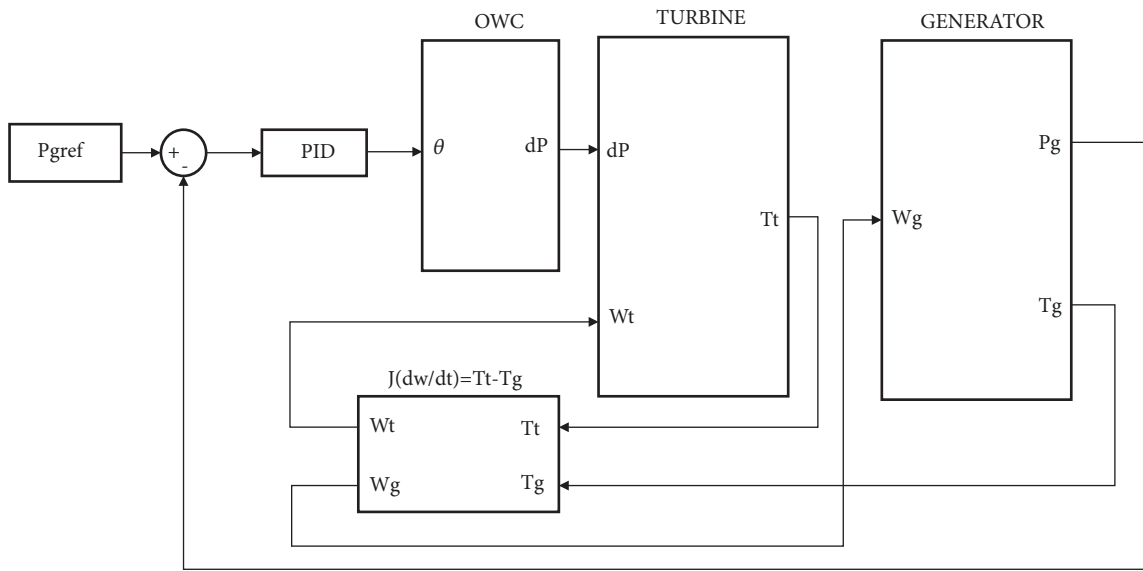 OWC
TURBINE
GENERATOR
Pgref
+
-
PID
θ
dP
dP
Tt
Wt
Pg
Wg
Tg
J(dw/dt)=Tt-Tg
Wt
Tt
Wg
Tg